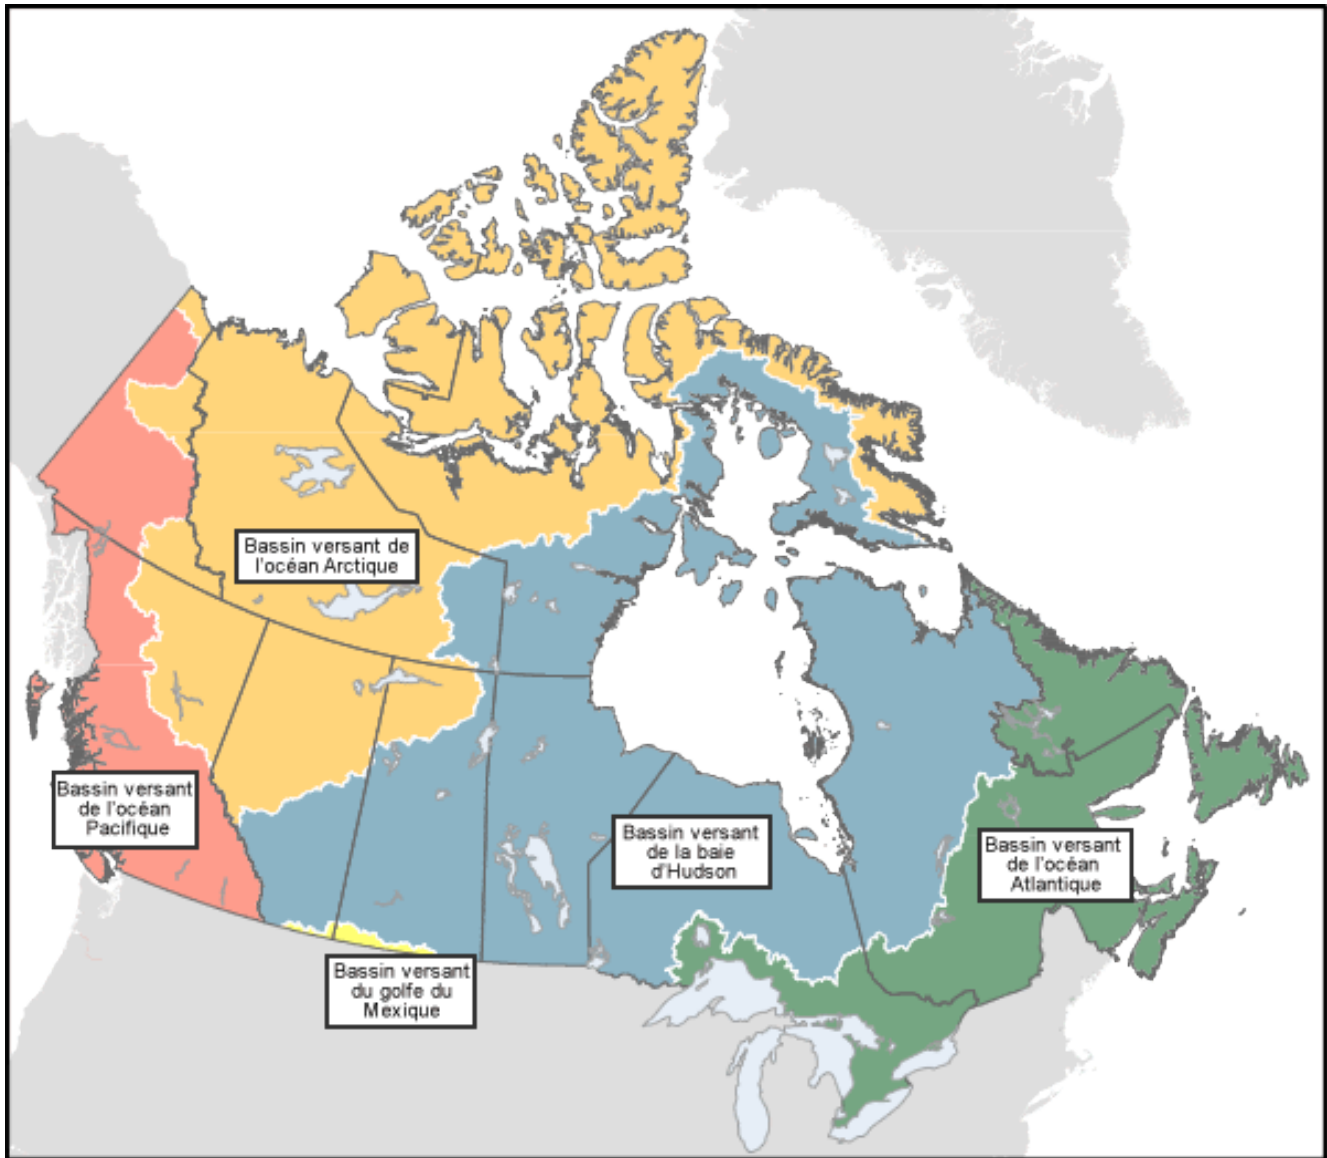 Bassin versant de
l'océan Arctique
Bassin versant
de l'océan
Pacifique
Bassin versant
de la baie
d'Hudson
Bassin versant
de l'océan
Atlantique
Bassin versant
du golfe du
Mexique